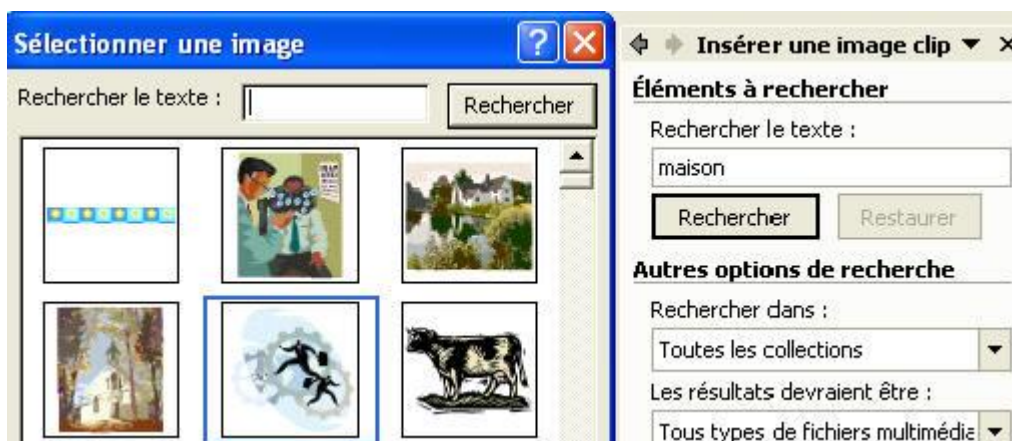 Sélectionner une image
Rechercher le texte :
Rechercher
Insérer une image clip
Éléments à rechercher
Rechercher le texte :
maison
Rechercher Restaurer
Autres options de recherche
Rechercher dans :
Toutes les collections
Les résultats devraient être :
Tous types de fichiers multimédia